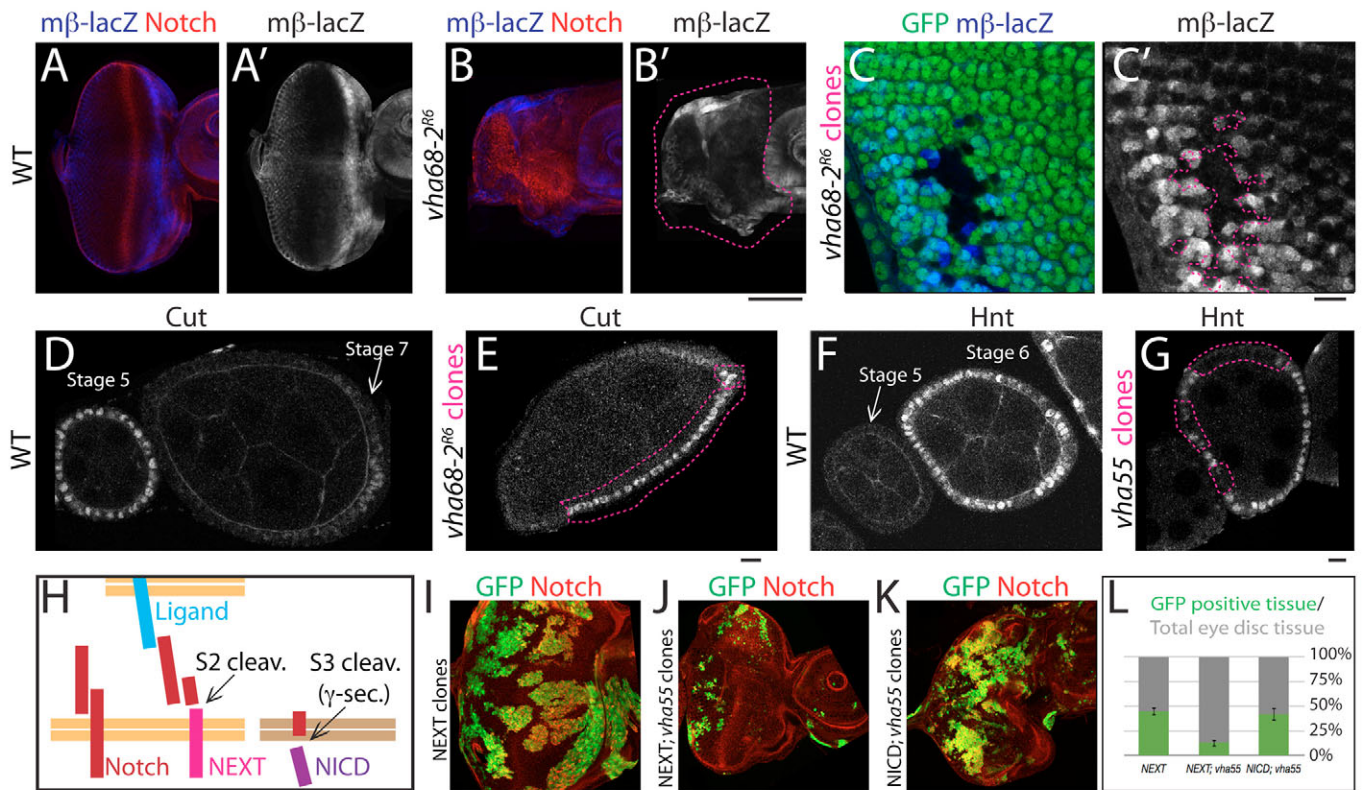 mβ-lacZ Notch
mβ-lacZ
mβ-lacZ Notch
mβ-lacZ
GFP mβ-lacZ
mβ-lacZ
WT
A
A'
vha68-2R6
B
B'
vha68-2R6 clones
C
C'
Cut
Cut
Hnt
Hnt
WT
D
Stage 5
Stage 7
vha68-2R6 clones
E
WT
F
Stage 5
Stage 6
vha55 clones
G
H
Ligand
S2 cleav.
S3 cleav.
(γ-sec.)
Notch
NEXT
NICD
GFP Notch
I
NEXT clones
GFP Notch
J
NEXT; vha55 clones
GFP Notch
K
NICD; vha55 clones
L
GFP positive tissue/
Total eye disc tissue
100%
75%
50%
25%
0%
NEXT
NEXT; vha55
NICD; vha55